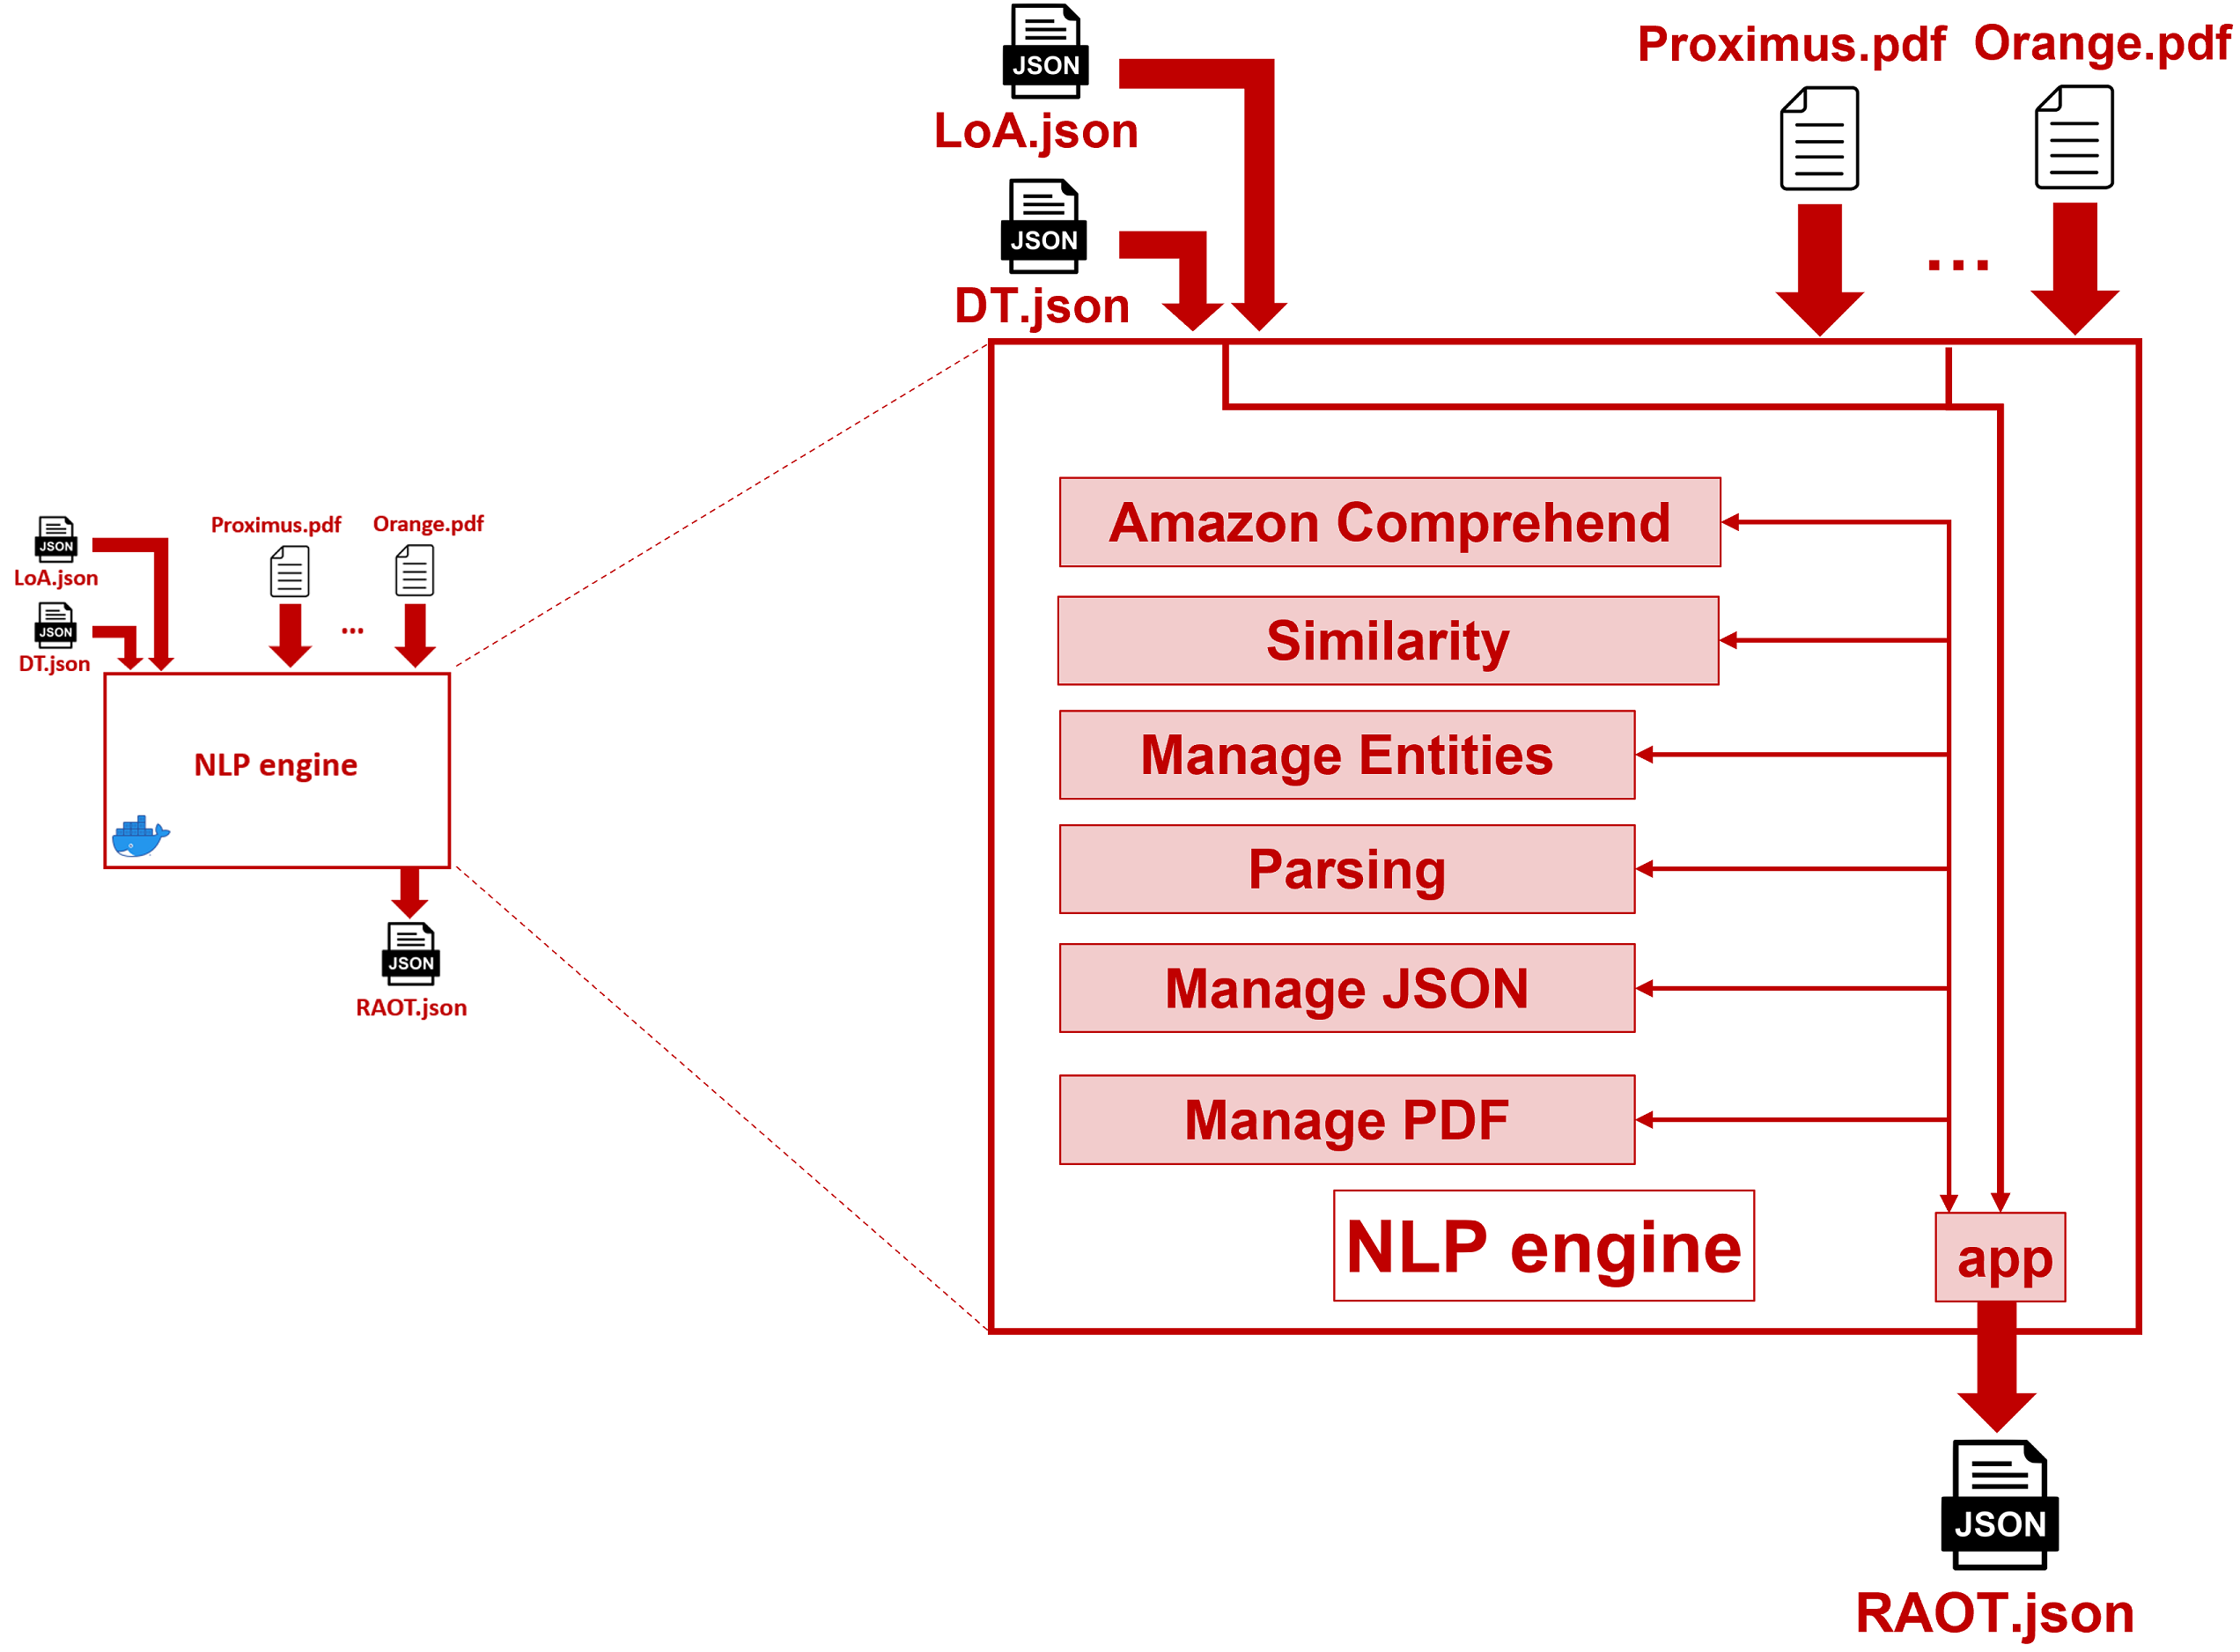 JSON
LoA.json
JSON
DT.json
Proximus.pdf
Orange.pdf
...
NLP engine
JSON
RAOT.json
JSON
LoA.json
JSON
DT.json
Proximus.pdf
Orange.pdf
...
Amazon Comprehend
Similarity
Manage Entities
Parsing
Manage JSON
Manage PDF
NLP engine
app
JSON
RAOT.json